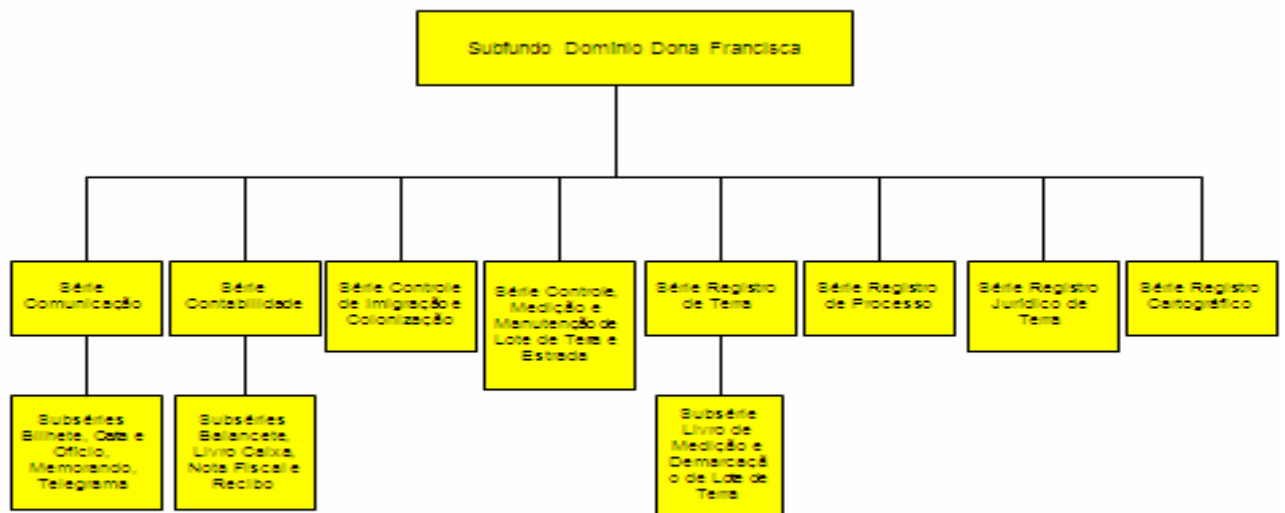 Subfundo Domínio Dona Francisca
Série
Comunicação
Série
Contabilidade
Série Controle
de Imigração e
Colonização
Série Controle,
Medição e
Manutenção de
Lote de Terra e
Estrada
Série Registro
de Terra
Série Registro
de Processo
Série Registro
Jurídico de
Terra
Série Registro
Cartográfico
Subséries
Bilhete, Carta e
Ofício,
Memorando,
Telegrama
Subséries
Balancete,
Livro Caixa,
Nota Fiscal e
Recibo
Subsérie
Livro de
Medição e
Demarcaçã
o de Lote de
Terra